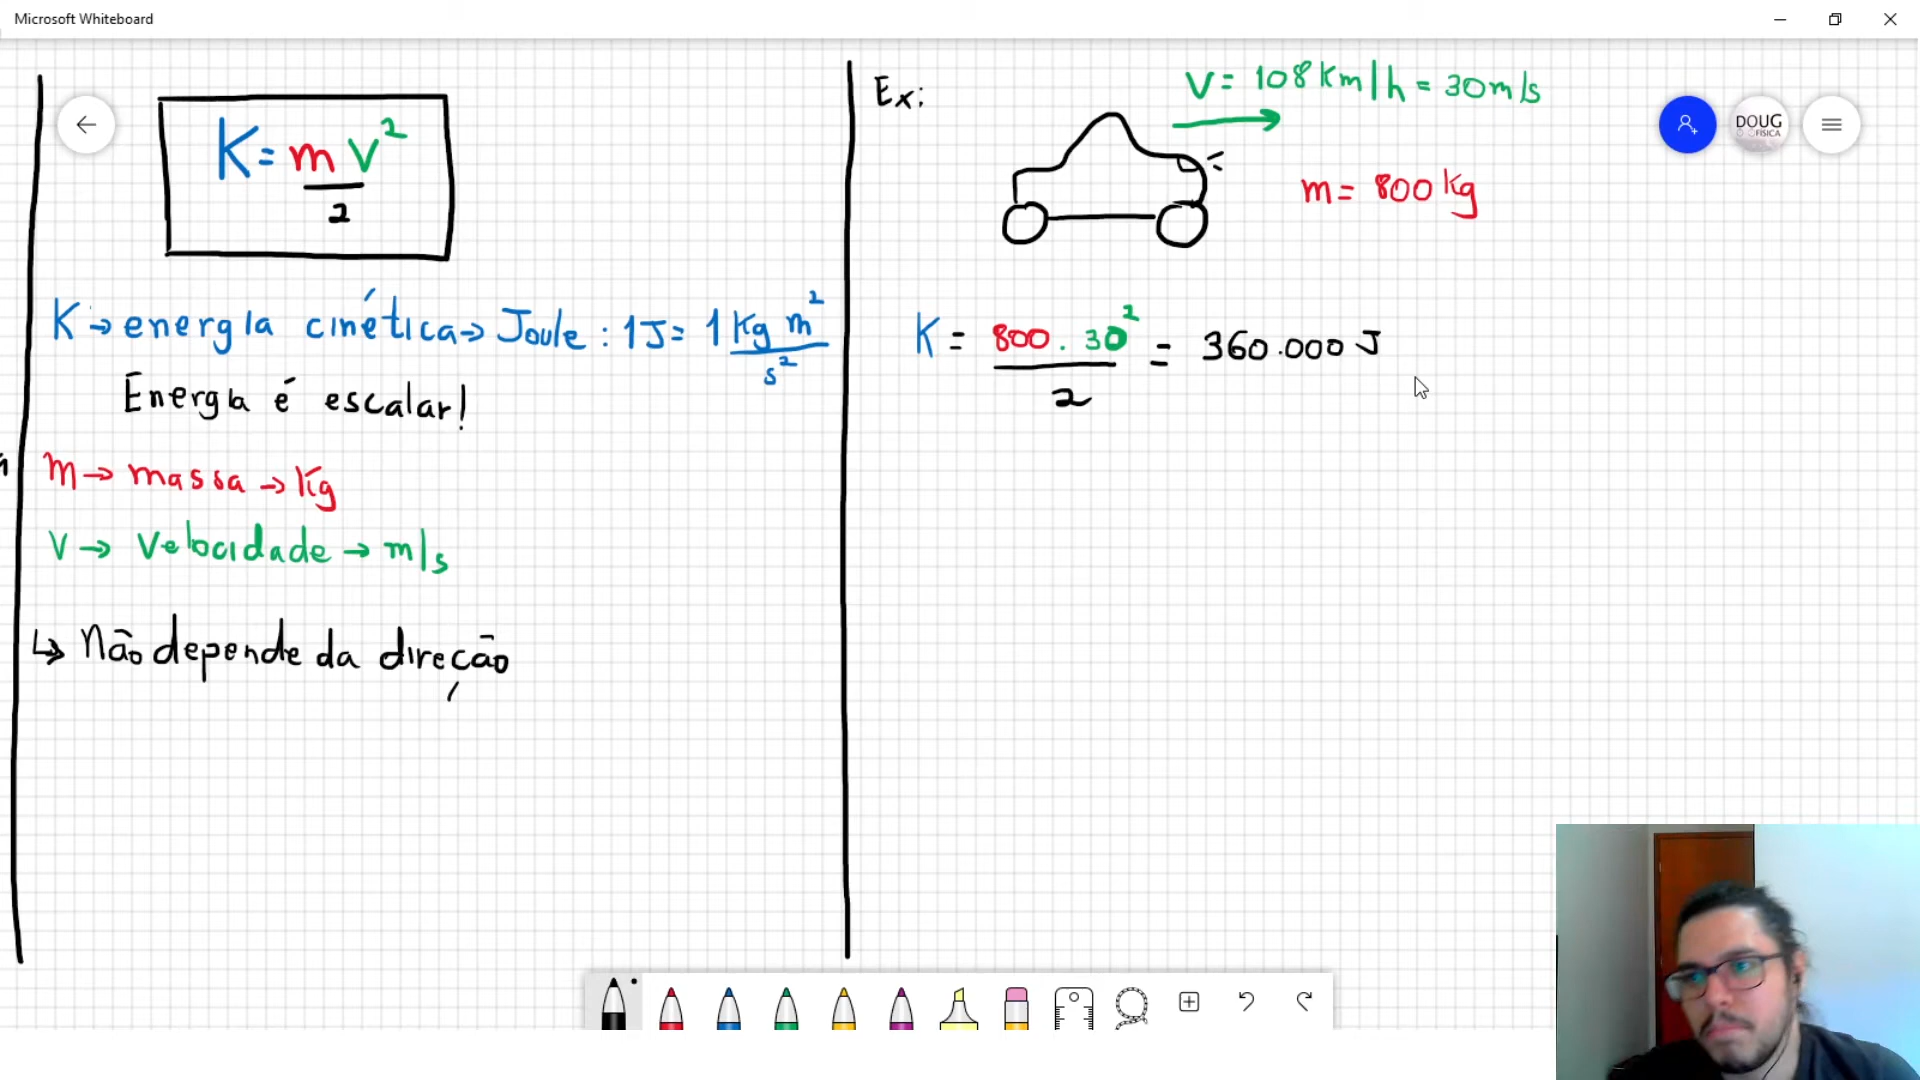 Microsoft Whiteboard
K = m v²
2
K → energia cinética → Joule : 1J = 1 Kg m²
s²
Energia é escalar!
m → massa → Kg
V → Velocidade → m/s
↳ Não depende da direção
Ex:
V = 108 Km/h = 30 m/s
m = 800 Kg
K = 800 . 30² = 360.000 J
2
DOUG
FÍSICA